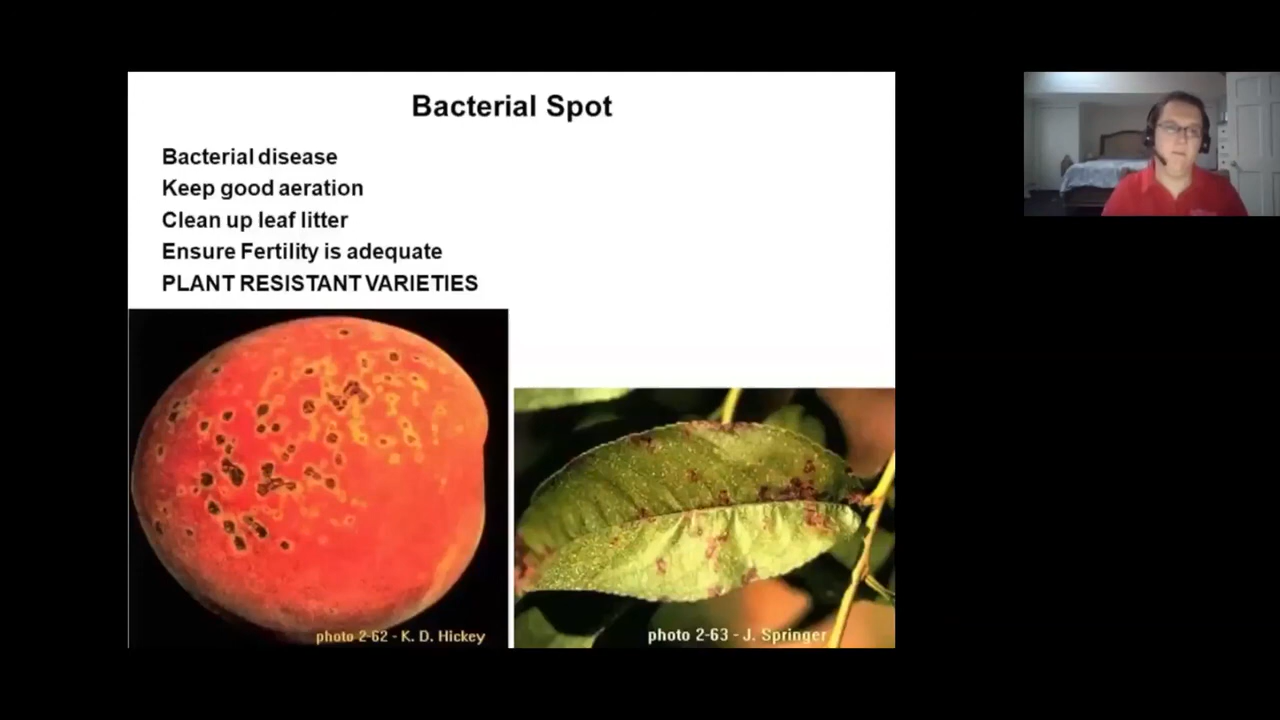 Bacterial Spot
Bacterial disease
Keep good aeration
Clean up leaf litter
Ensure Fertility is adequate
PLANT RESISTANT VARIETIES
photo 2-62 - K. D. Hickey
photo 2-63 - J. Springer